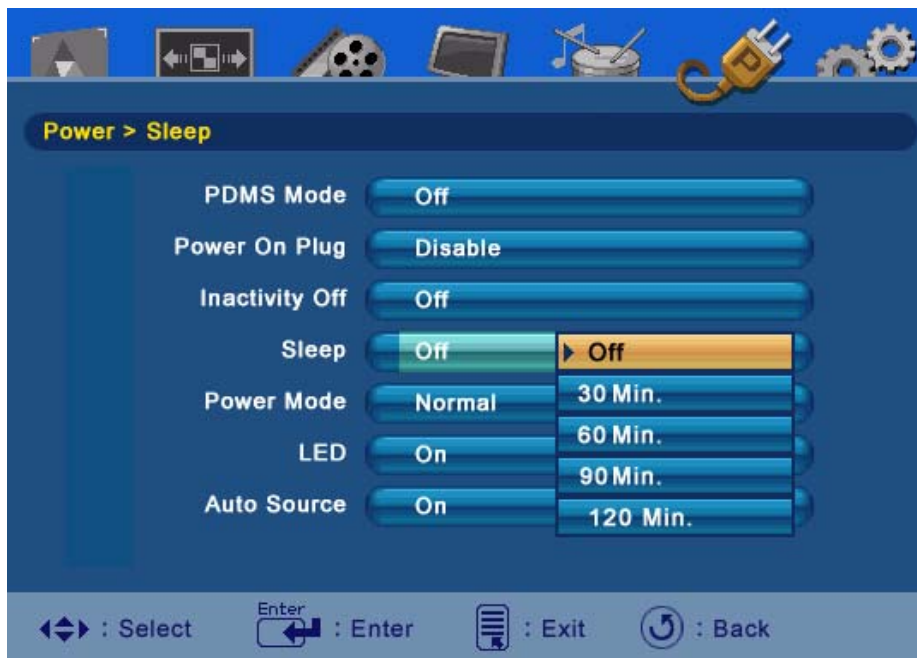 P
Power > Sleep
PDMS Mode Off
Power On Plug Disable
Inactivity Off Off
Sleep Off Off
30 Min.
Power Mode Normal
60 Min.
LED On
90 Min.
Auto Source On
120 Min.
Enter
: Select : Enter : Exit : Back